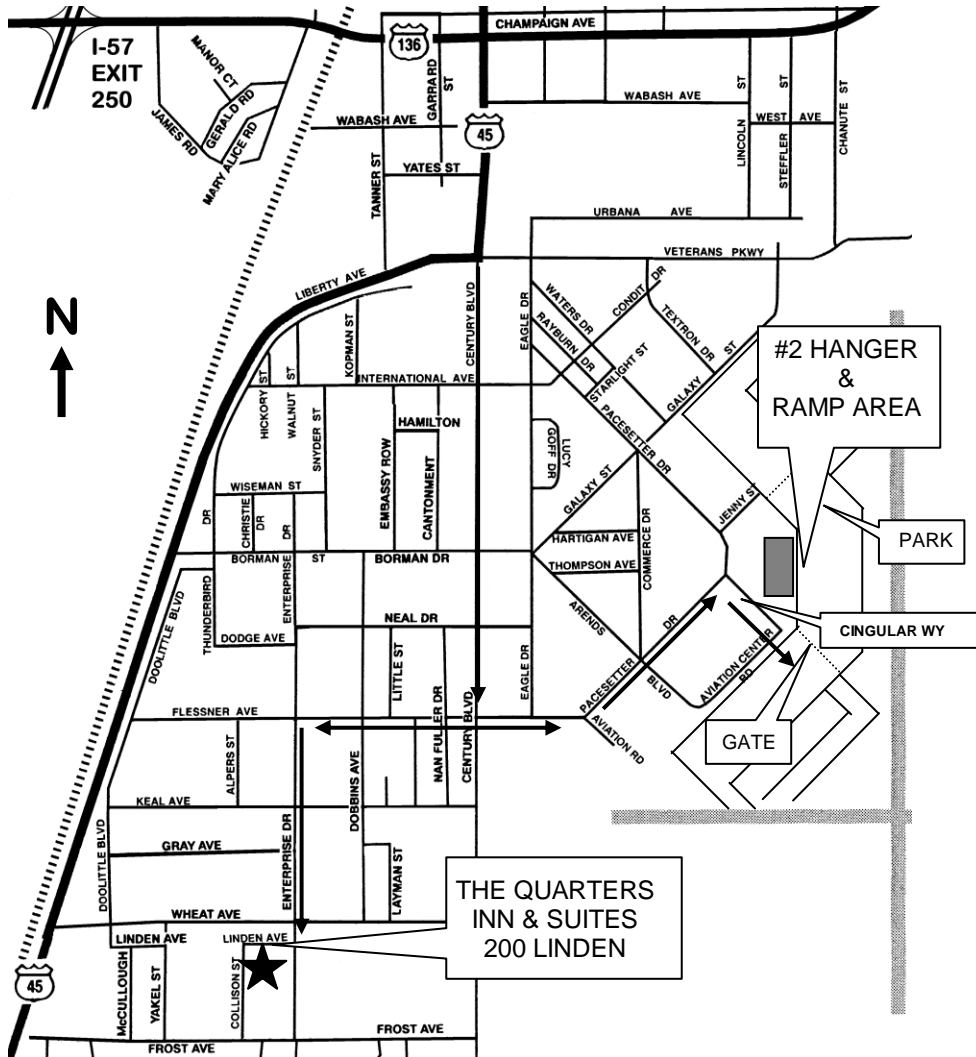 CHAMPAIGN AVE
I-57
EXIT
250
136
MANOR CT
GERALD RD
JAMES RD
MARY ALICE RD
GARRARD ST
WABASH AVE
WABASH AVE
45
YATES ST
TANNER ST
LINCOLN ST
WEST AVE
STEFFLER ST
CHANUTE ST
URBANA AVE
VETERANS PKWY
LIBERTY AVE
N
KOPMAN ST
CENTURY BLVD
EAGLE DR
WATERS DR
RAYBURN DR
CONDIT DR
STARLIGHT ST
TEXTRON DR
GALAXY ST
INTERNATIONAL AVE
HICKORY ST
WALNUT ST
SNYDER ST
HAMILTON
EMBASSY ROW
CANTONMENT
LUCY
GOFF DR
PACESETTER DR
GALAXY ST
JENNY ST
#2 HANGER
&
RAMP AREA
PARK
WISEMAN ST
CHRISTIE DR
THUNDERBIRD DR
ENTERPRISE DR
BORMAN ST
BORMAN DR
HARTIGAN AVE
THOMPSON AVE
COMMERCE DR
ARENDS BLVD
DOOLITTLE BLVD
DODGE AVE
NEAL DR
LITTLE ST
NAN FULLER DR
CENTURY BLVD
EAGLE DR
PACESETTER DR
AVIATION CENTER RD
CINGULAR WY
GATE
AVIATION RD
FLESSNER AVE
ALPERS ST
DOBBINS AVE
KEAL AVE
GRAY AVE
DOOLITTLE BLVD
ENTERPRISE DR
LAYMAN ST
THE QUARTERS
INN & SUITES
200 LINDEN
WHEAT AVE
LINDEN AVE
LINDEN AVE
45
McCULLOUGH
YAKEL ST
COLLISON ST
FROST AVE
FROST AVE